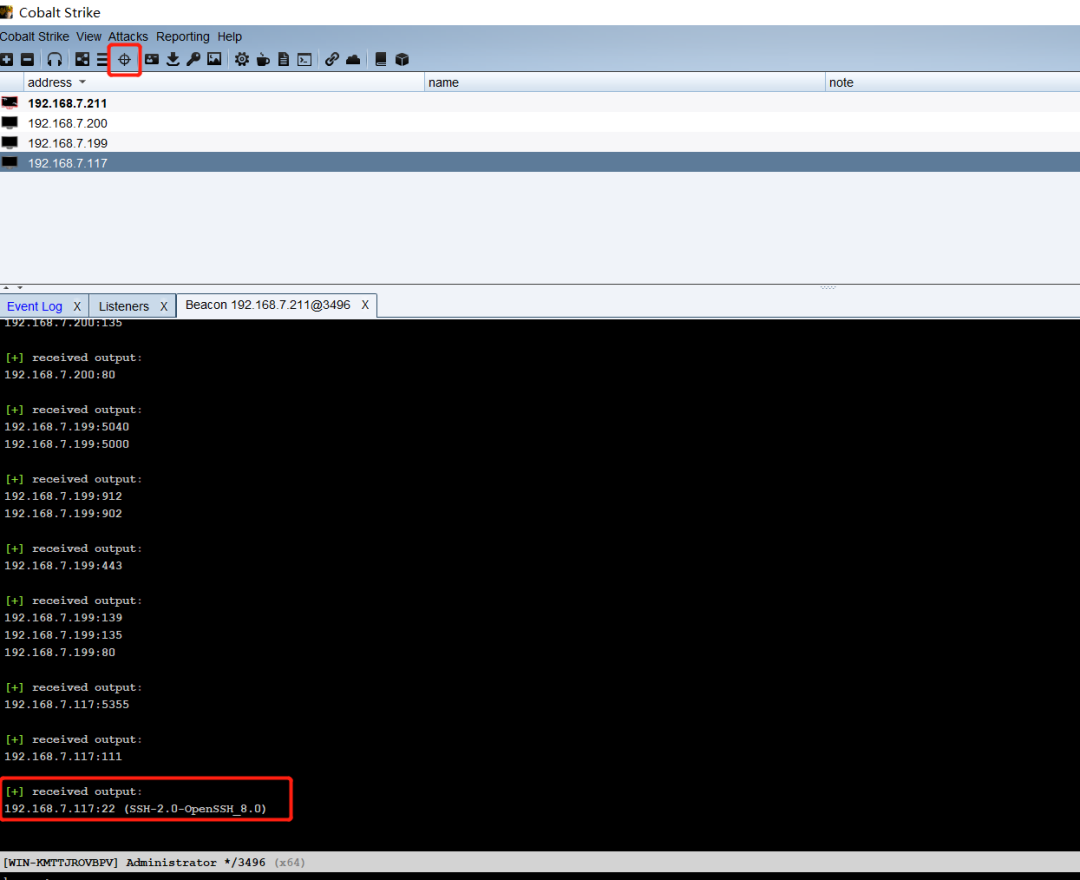 Cobalt Strike
Cobalt Strike View Attacks Reporting Help
address name note
192.168.7.211
192.168.7.200
192.168.7.199
192.168.7.117
Event Log X Listeners X Beacon 192.168.7.211@3496 X
192.168.7.200:135
[+] received output:
192.168.7.200:80
[+] received output:
192.168.7.199:5040
192.168.7.199:5000
[+] received output:
192.168.7.199:912
192.168.7.199:902
[+] received output:
192.168.7.199:443
[+] received output:
192.168.7.199:139
192.168.7.199:135
192.168.7.199:80
[+] received output:
192.168.7.117:5355
[+] received output:
192.168.7.117:111
[+] received output:
192.168.7.117:22 (SSH-2.0-OpenSSH_8.0)
[WIN-KMTTJROVBPV] Administrator */3496 (x64)